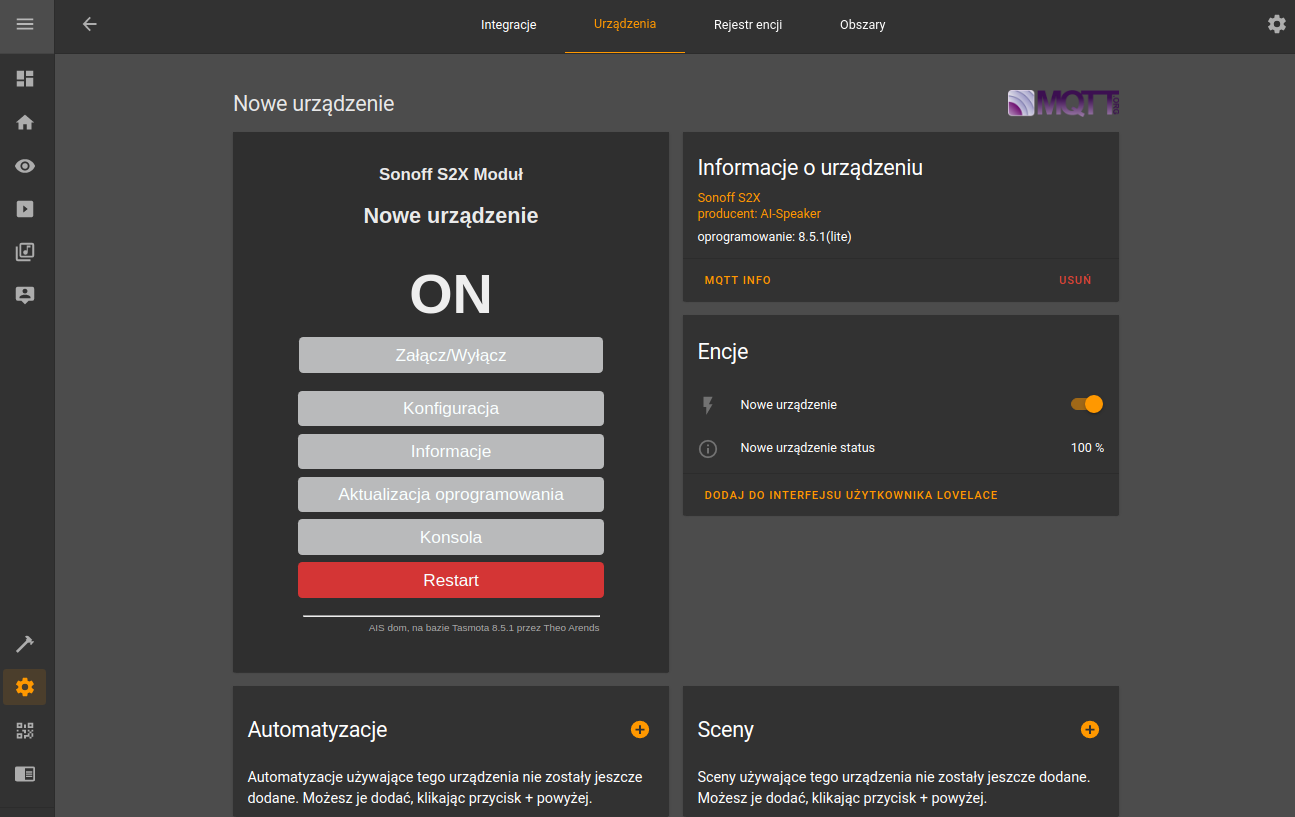 Integracje
Urządzenia
Rejestr encji
Obszary
Nowe urządzenie
MQTT
Sonoff S2X Moduł
Nowe urządzenie
ON
Załącz/Wyłącz
Konfiguracja
Informacje
Aktualizacja oprogramowania
Konsola
Restart
AIS dom, na bazie Tasmota 8.5.1 przez Theo Arends
Informacje o urządzeniu
Sonoff S2X
producent: AI-Speaker
oprogramowanie: 8.5.1(lite)
MQTT INFO
USUŃ
Encje
Nowe urządzenie
Nowe urządzenie status
100 %
DODAJ DO INTERFEJSU UŻYTKOWNIKA LOVELACE
Automatyzacje
Automatyzacje używające tego urządzenia nie zostały jeszcze
dodane. Możesz je dodać, klikając przycisk + powyżej.
Sceny
Sceny używające tego urządzenia nie zostały jeszcze dodane.
Możesz je dodać, klikając przycisk + powyżej.